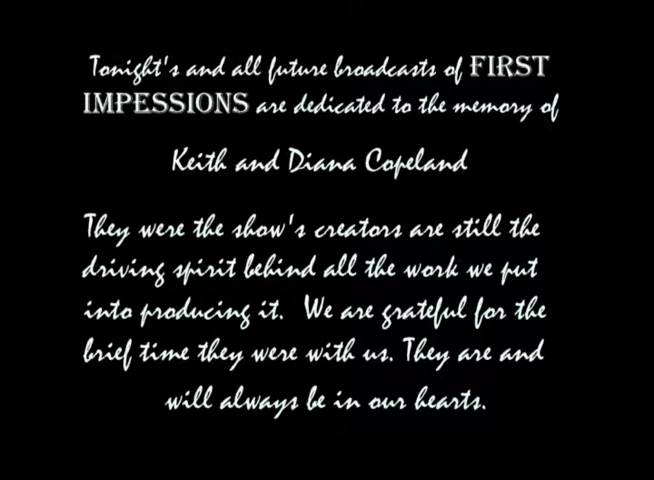 Tonight's and all future broadcasts of FIRST
IMPESSIONS are dedicated to the memory of
Keith and Diana Copeland
They were the show's creators are still the
driving spirit behind all the work we put
into producing it. We are grateful for the
brief time they were with us. They are and
will always be in our hearts.